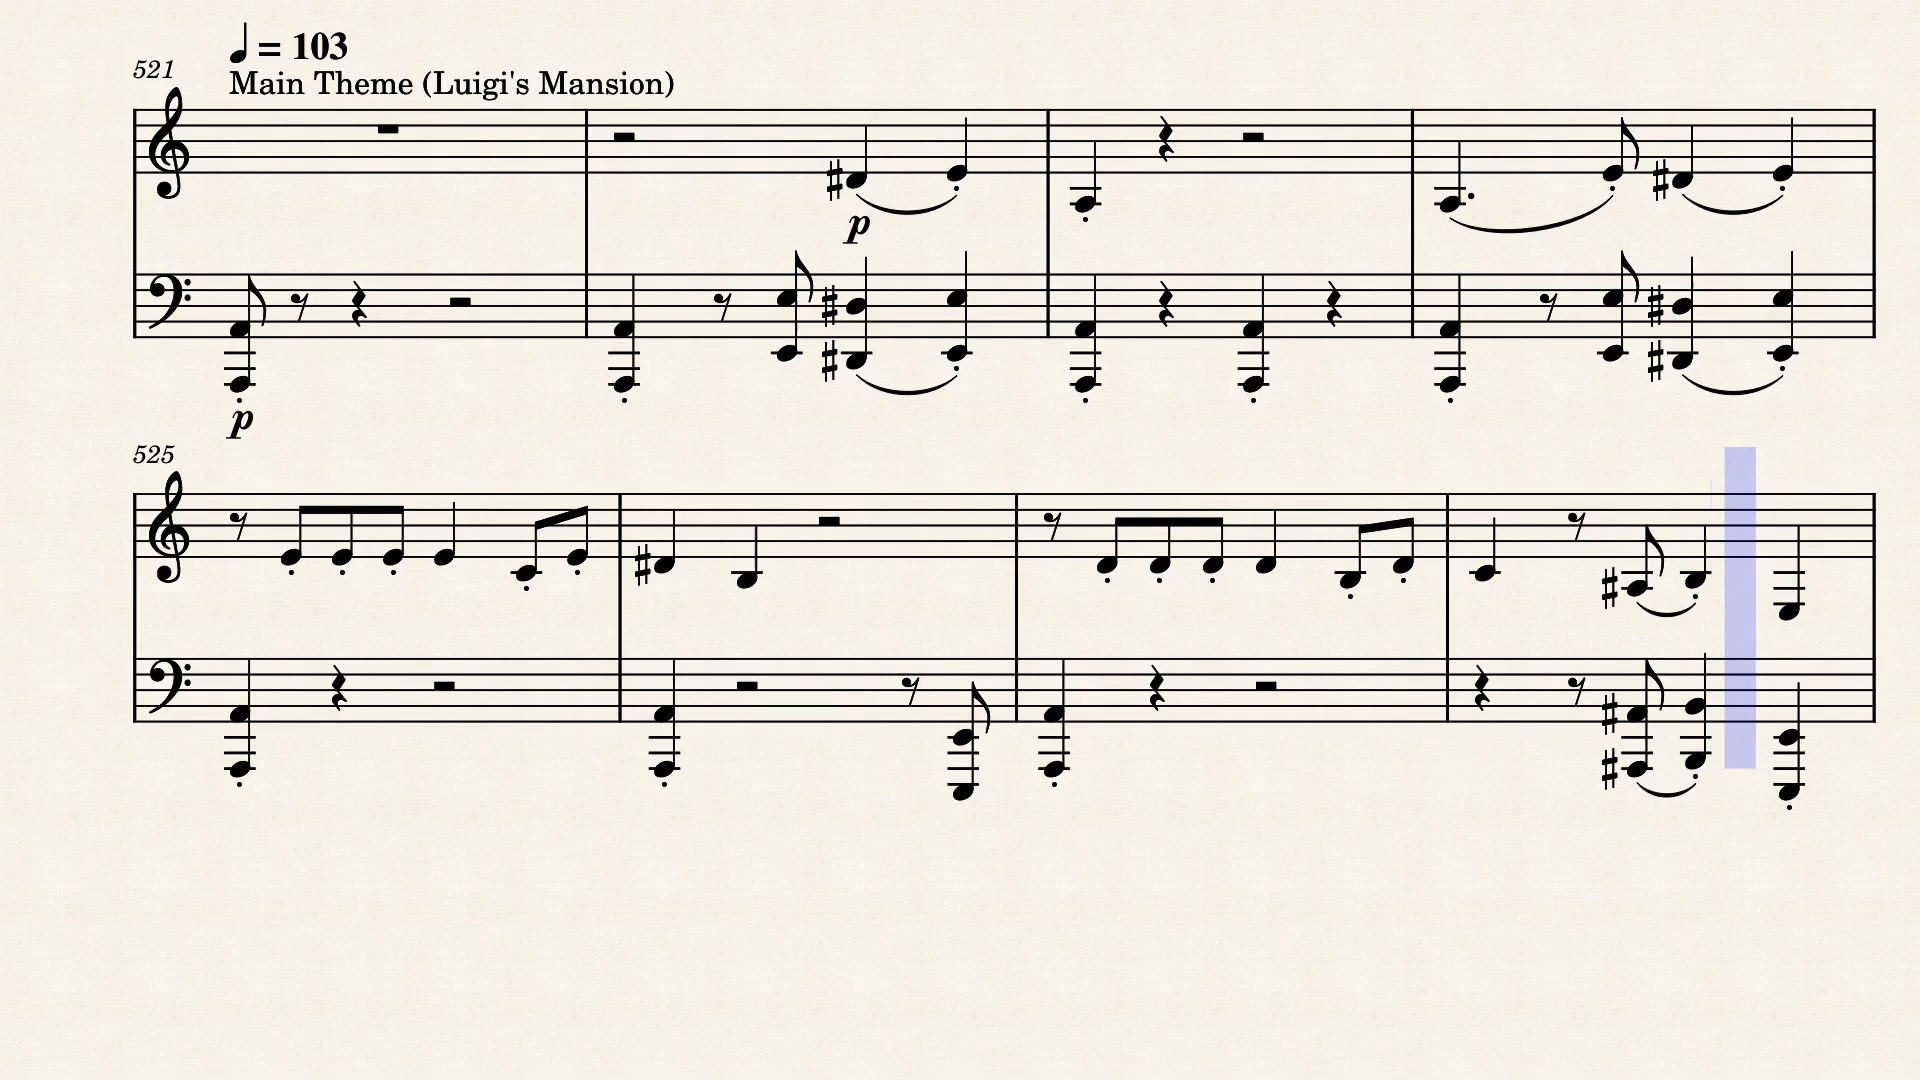 ♩ = 103
521
Main Theme (Luigi's Mansion)
p
p
525